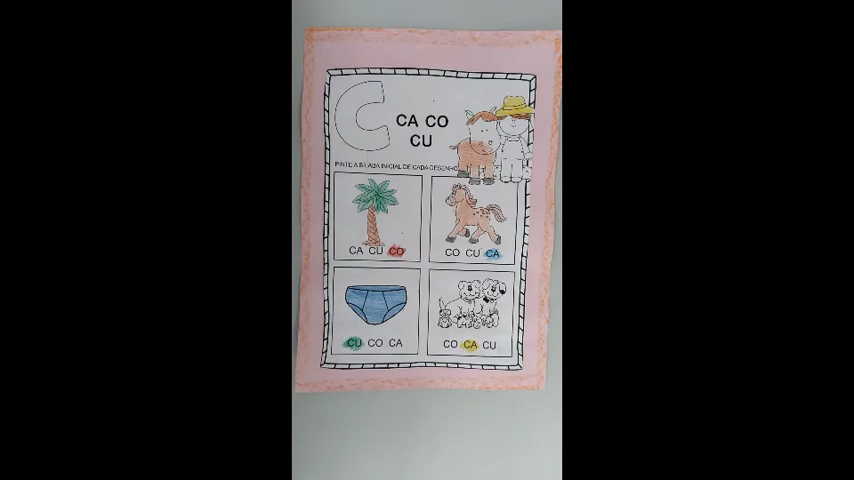 C
CA CO
CU
PINTE A SÍLABA INICIAL DE CADA DESENHO
CA CU CO
CO CU CA
CU CO CA
CO CA CU